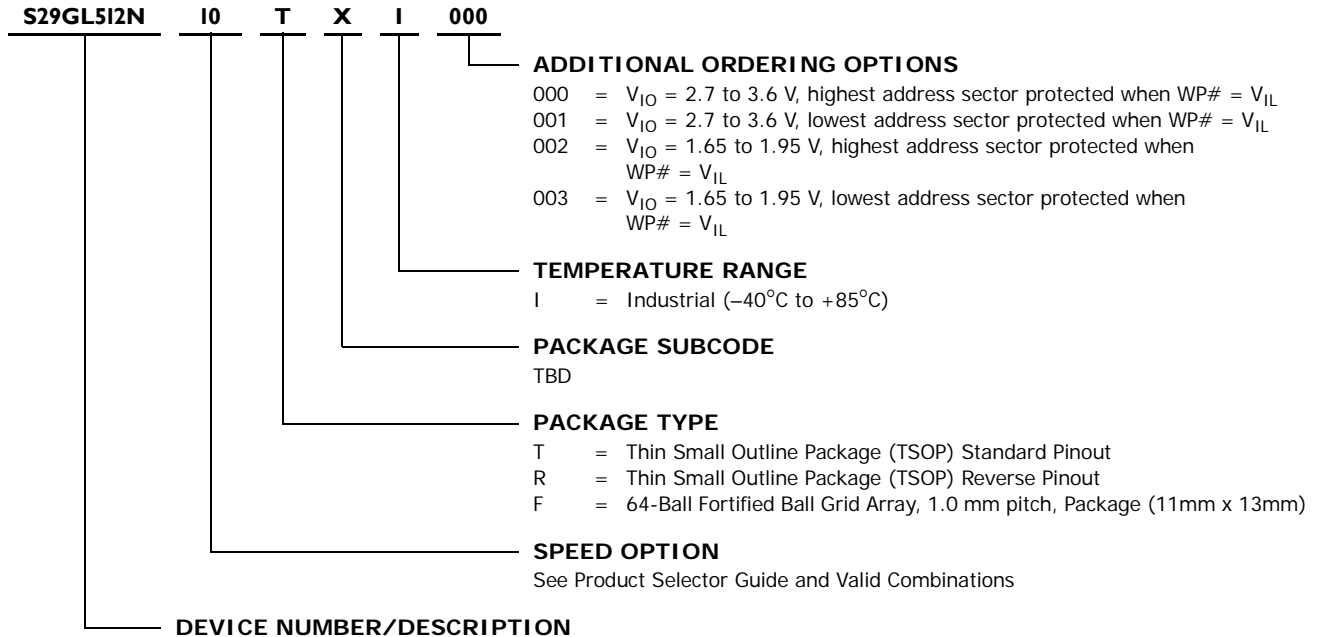 S29GL512N 10 T X I 000
ADDITIONAL ORDERING OPTIONS
000 = VIO = 2.7 to 3.6 V, highest address sector protected when WP# = VIL
001 = VIO = 2.7 to 3.6 V, lowest address sector protected when WP# = VIL
002 = VIO = 1.65 to 1.95 V, highest address sector protected when
WP# = VIL
003 = VIO = 1.65 to 1.95 V, lowest address sector protected when
WP# = VIL
TEMPERATURE RANGE
I = Industrial (–40°C to +85°C)
PACKAGE SUBCODE
TBD
PACKAGE TYPE
T = Thin Small Outline Package (TSOP) Standard Pinout
R = Thin Small Outline Package (TSOP) Reverse Pinout
F = 64-Ball Fortified Ball Grid Array, 1.0 mm pitch, Package (11mm x 13mm)
SPEED OPTION
See Product Selector Guide and Valid Combinations
DEVICE NUMBER/DESCRIPTION